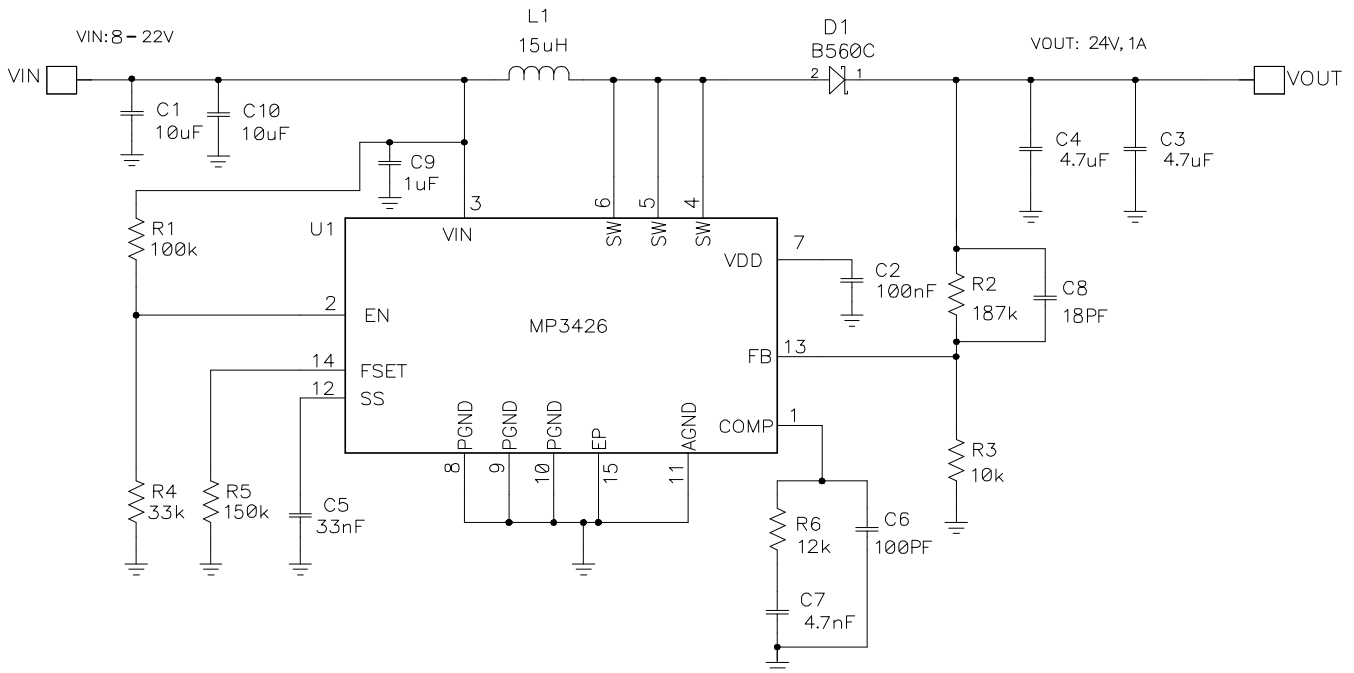 L1
15uH
D1
B560C
VIN:8-22V
VOUT: 24V,1A
VIN
2
1
VOUT
C1
10uF
C10
10uF
C4
4.7uF
C3
4.7uF
C9
1uF
3
6
5
4
R1
100k
U1
VIN
SW
SW
SW
7
VDD
C2
100nF
R2
187k
C8
18PF
2
EN
MP3426
FB
13
14
FSET
12
SS
PGND
PGND
PGND
EP
AGND
COMP
1
8
9
10
15
11
R3
10k
R4
33k
R5
150k
C5
33nF
R6
12k
C6
100PF
C7
4.7nF